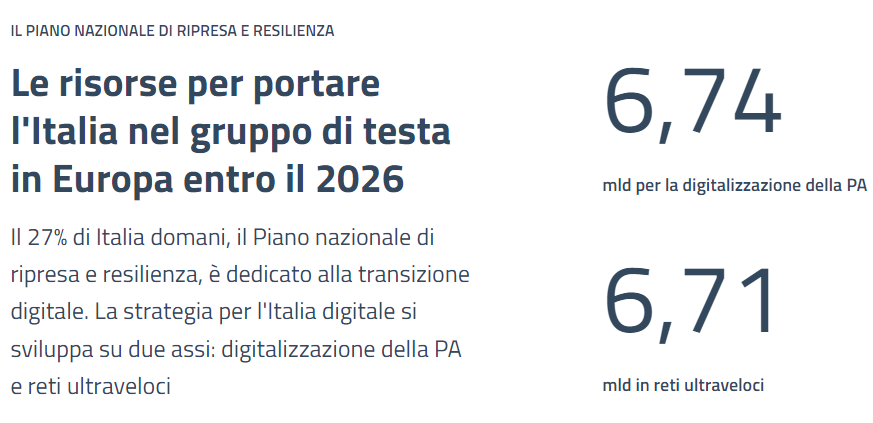 IL PIANO NAZIONALE DI RIPRESA E RESILIENZA
Le risorse per portare
l'Italia nel gruppo di testa
in Europa entro il 2026
Il 27% di Italia domani, il Piano nazionale di
ripresa e resilienza, è dedicato alla transizione
digitale. La strategia per l'Italia digitale si
sviluppa su due assi: digitalizzazione della PA
e reti ultraveloci
6,74
mld per la digitalizzazione della PA
6,71
mld in reti ultraveloci